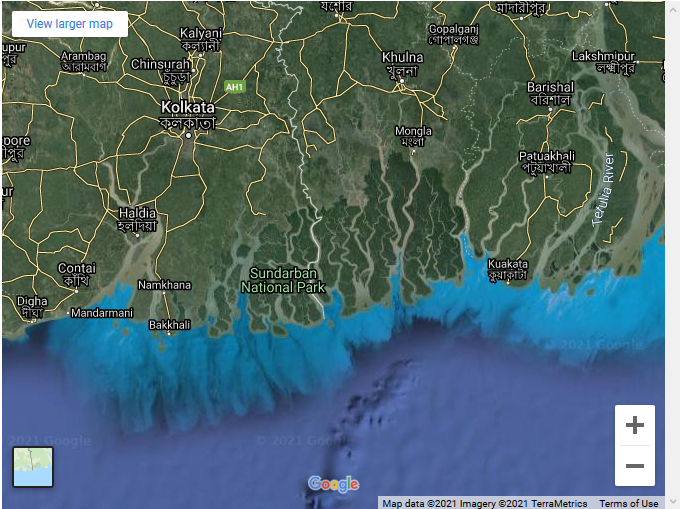 View larger map
যশোর
মাদারীপুর
Kalyani
কল্যাণী
Gopalganj
গোপালগঞ্জ
Arambag
আরামবাগ
Chinsurah
চুঁচুড়া
Khulna
খুলনা
Lakshmipur
লক্ষ্মীপুর
AH1
Barishal
বরিশাল
Kolkata
কলকাতা
Mongla
মংলা
pore
Patuakhali
পটুয়াখালী
Tetulia River
Haldia
হলদিয়া
Contai
কাঁথি
Namkhana
Sundarban
National Park
Kuakata
কুয়াকাটা
Digha
দীঘা
Mandarmani
Bakkhali
© 2021 Google
© 2021 Google
© 2021 Google
Google
Map data ©2021 Imagery ©2021 TerraMetrics
Terms of Use